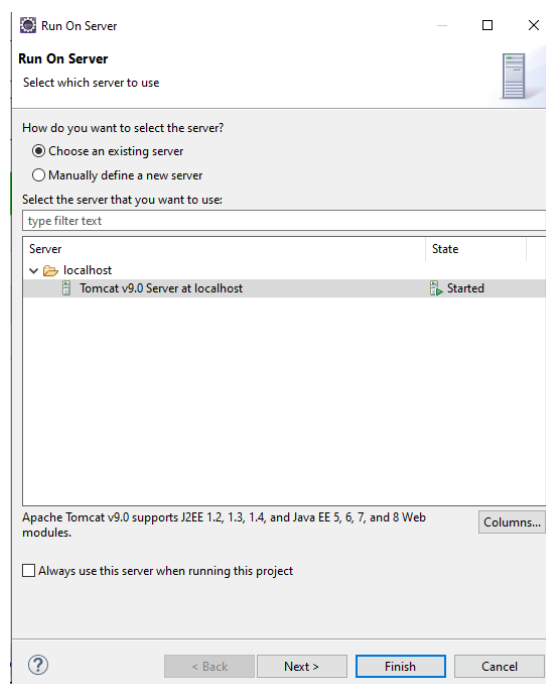 Run On Server
Run On Server
Select which server to use
How do you want to select the server?
Choose an existing server
Manually define a new server
Select the server that you want to use:
type filter text
Server State
localhost
Tomcat v9.0 Server at localhost Started
Apache Tomcat v9.0 supports J2EE 1.2, 1.3, 1.4, and Java EE 5, 6, 7, and 8 Web
modules.
Columns...
Always use this server when running this project
? < Back Next > Finish Cancel